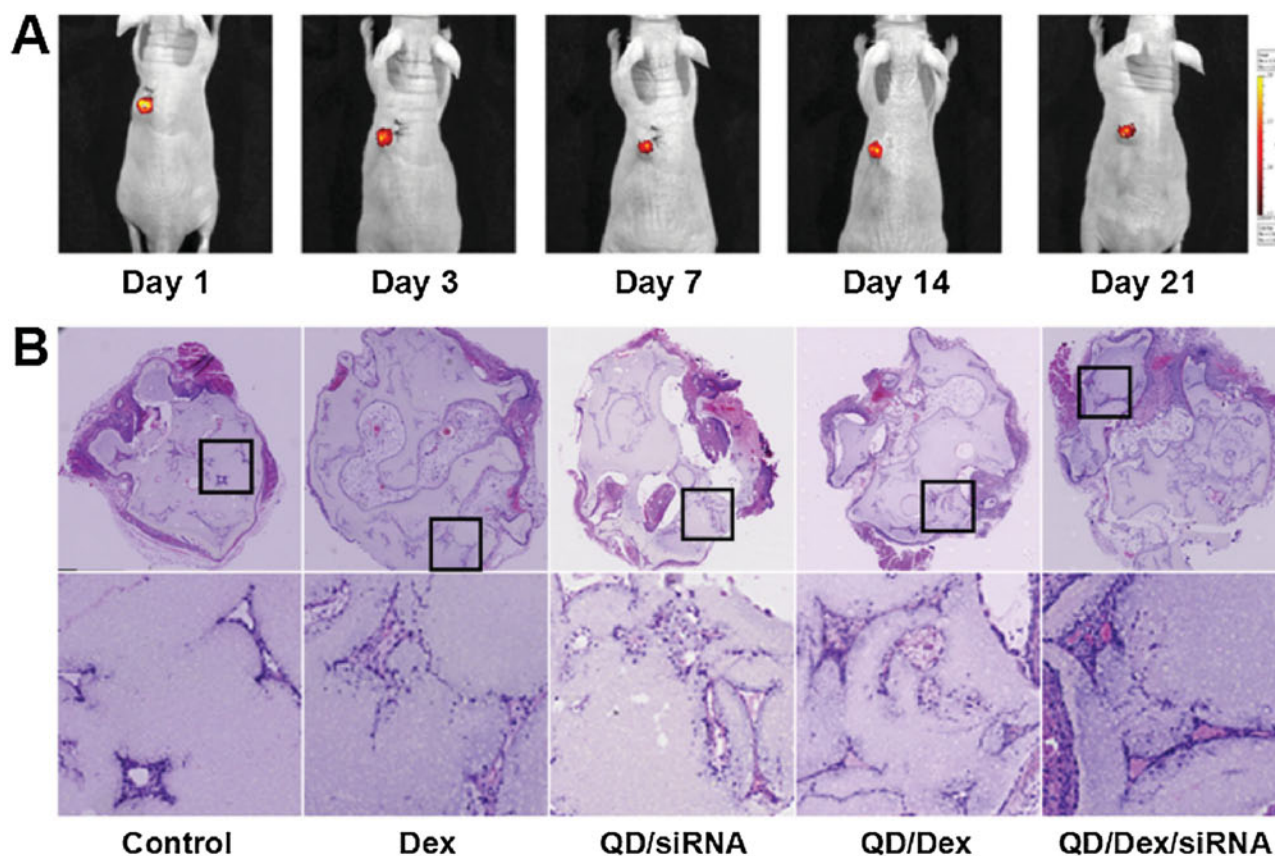 A
Day 1
Day 3
Day 7
Day 14
Day 21
B
Control
Dex
QD/siRNA
QD/Dex
QD/Dex/siRNA